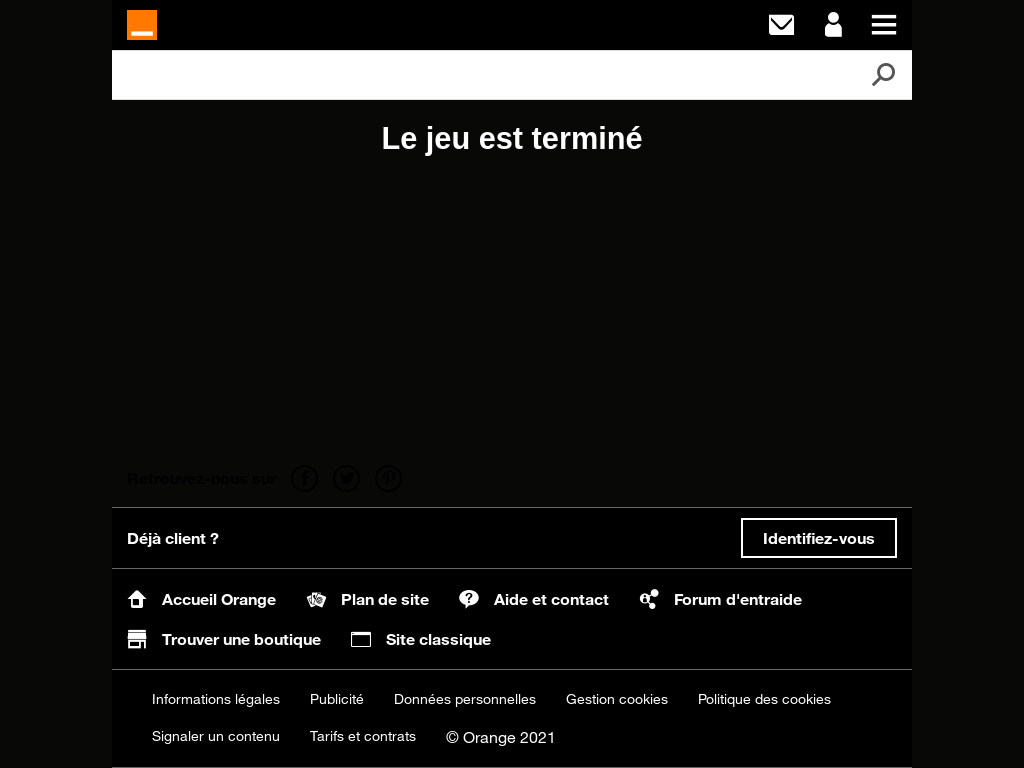 Le jeu est terminé
Retrouvez-nous sur
Déjà client ? Identifiez-vous
Accueil Orange Plan de site Aide et contact Forum d'entraide
Trouver une boutique Site classique
Informations légales Publicité Données personnelles Gestion cookies Politique des cookies
Signaler un contenu Tarifs et contrats © Orange 2021